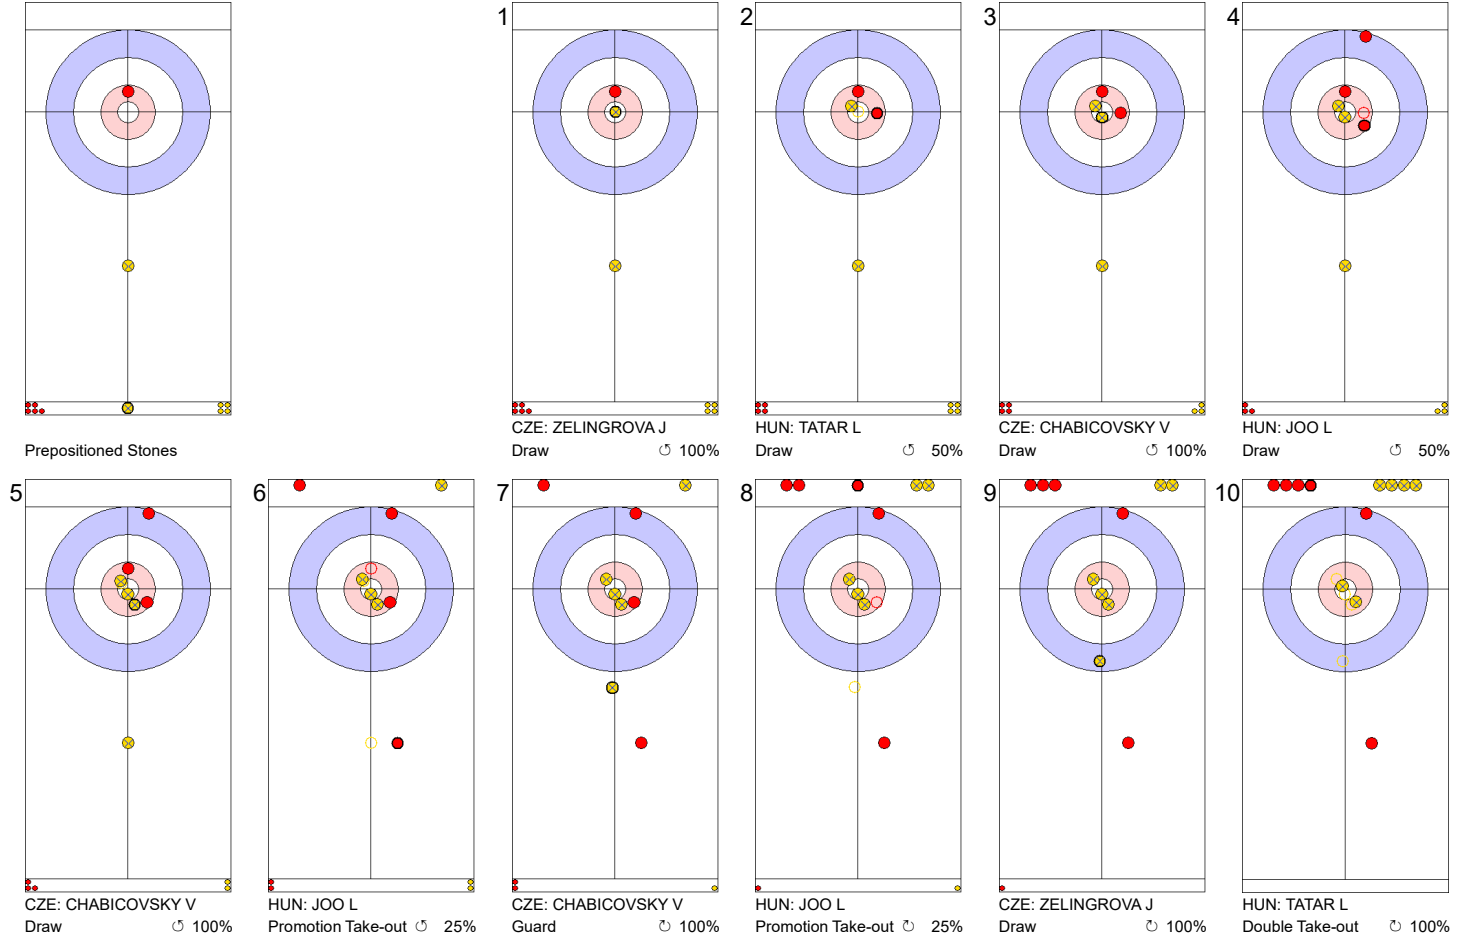 1
2
3
4
Prepositioned Stones
CZE: ZELINGROVA J
Draw ↺ 100%
HUN: TATAR L
Draw ↺ 50%
CZE: CHABICOVSKY V
Draw ↺ 100%
HUN: JOO L
Draw ↺ 50%
5
6
7
8
9
10
CZE: CHABICOVSKY V
Draw ↺ 100%
HUN: JOO L
Promotion Take-out ↺ 25%
CZE: CHABICOVSKY V
Guard ↻ 100%
HUN: JOO L
Promotion Take-out ↻ 25%
CZE: ZELINGROVA J
Draw ↻ 100%
HUN: TATAR L
Double Take-out ↻ 100%